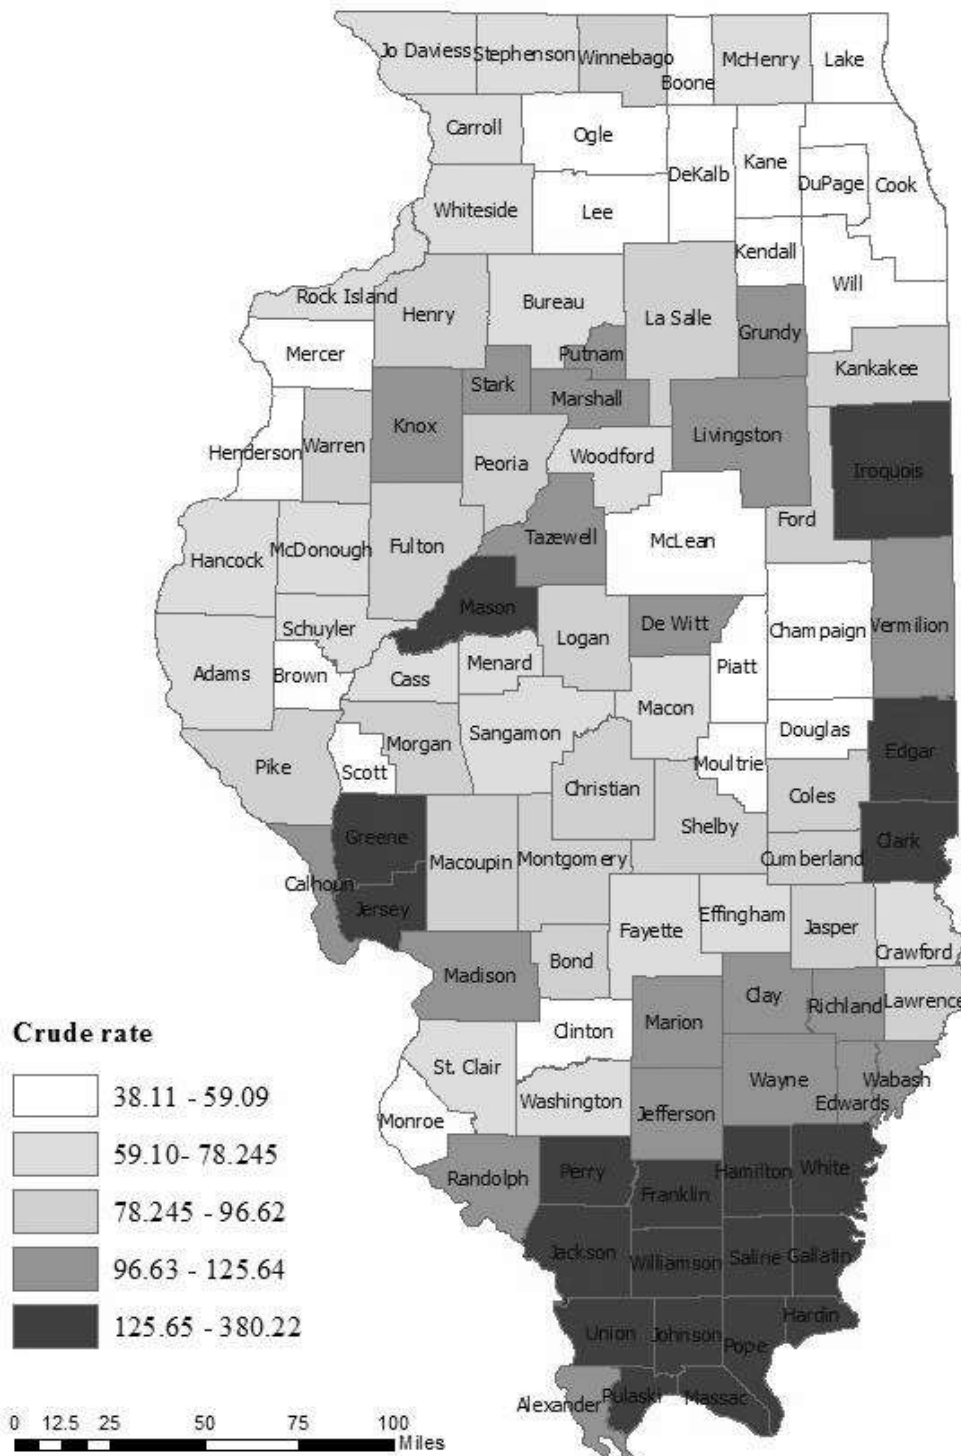 Jo Daviess Stephenson Winnebago Boone McHenry Lake
Carroll Ogle DeKalb Kane DuPage Cook
Whiteside Lee Kendall Will
Rock Island Henry Bureau La Salle Grundy
Mercer Putnam Kankakee
Stark Marshall
Henderson Warren Knox Peoria Woodford Livingston Iroquois
Hancock McDonough Fulton Tazewell McLean Ford
Mason
Schuyler Logan De Witt Champaign Vermilion
Adams Brown Cass Menard Piatt
Pike Scott Morgan Sangamon Macon Douglas
Christian Moultrie Edgar
Coles
Greene Macoupin Montgomery Shelby Cumberland Clark
Calhoun Jersey
Fayette Effingham Jasper Crawford
Madison Bond Clay Richland Lawrence
Clinton Marion
St. Clair Washington Jefferson Wayne Edwards Wabash
Monroe
Randolph Perry Franklin Hamilton White
Jackson Williamson Saline Gallatin
Union Johnson Pope Hardin
Alexander Pulaski Massac
Crude rate
38.11 - 59.09
59.10- 78.245
78.245 - 96.62
96.63 - 125.64
125.65 - 380.22
0 12.5 25 50 75 100
Miles